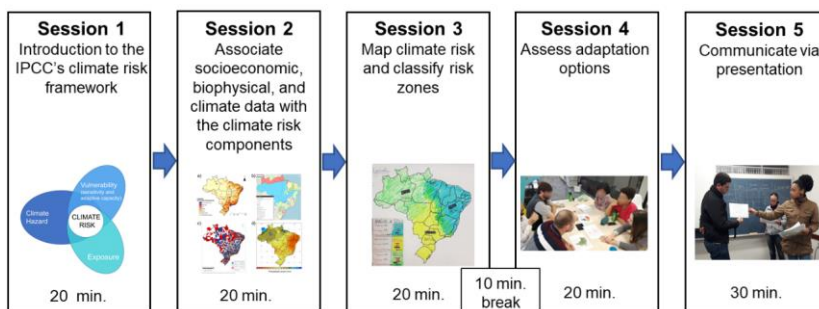 Session 1
Introduction to the
IPCC's climate risk
framework
Climate
Hazard
Vulnerability
CLIMATE
RISK
Exposure
20 min.
Session 2
Associate
socioeconomic,
biophysical, and
climate data with
the climate risk
components
20 min.
Session 3
Map climate risk
and classify risk
zones
20 min.
10 min.
break
Session 4
Assess adaptation
options
20 min.
Session 5
Communicate via
presentation
30 min.